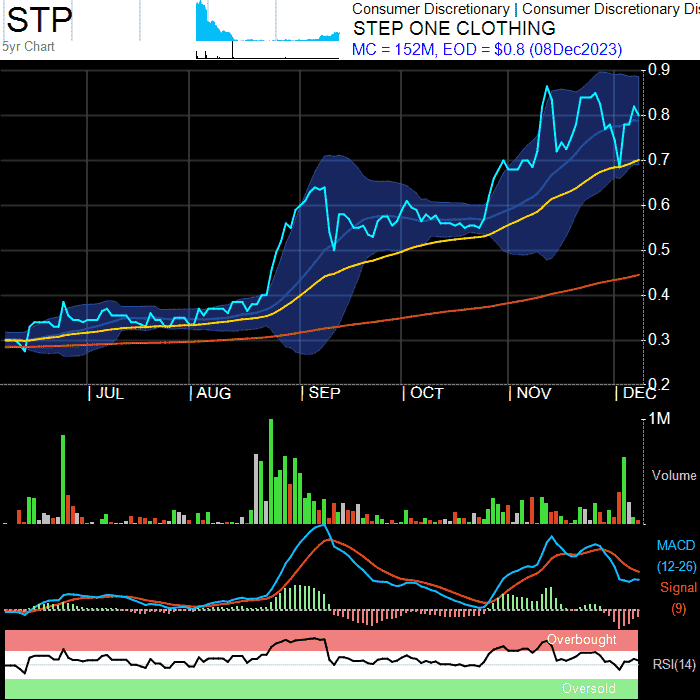 STP
5yr Chart
Consumer Discretionary | Consumer Discretionary Dis
STEP ONE CLOTHING
MC = 152M, EOD = $0.8 (08Dec2023)
0.9
0.8
0.7
0.6
0.5
0.4
0.3
0.2
JUL AUG SEP OCT NOV DEC
1M
Volume
MACD
(12-26)
Signal
(9)
Overbought
RSI(14)
Oversold